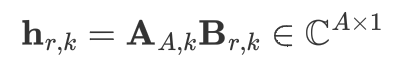 𝐡_{r,k} = 𝐀_{A,k}𝐁_{r,k} ∈ ℂ^{A×1}